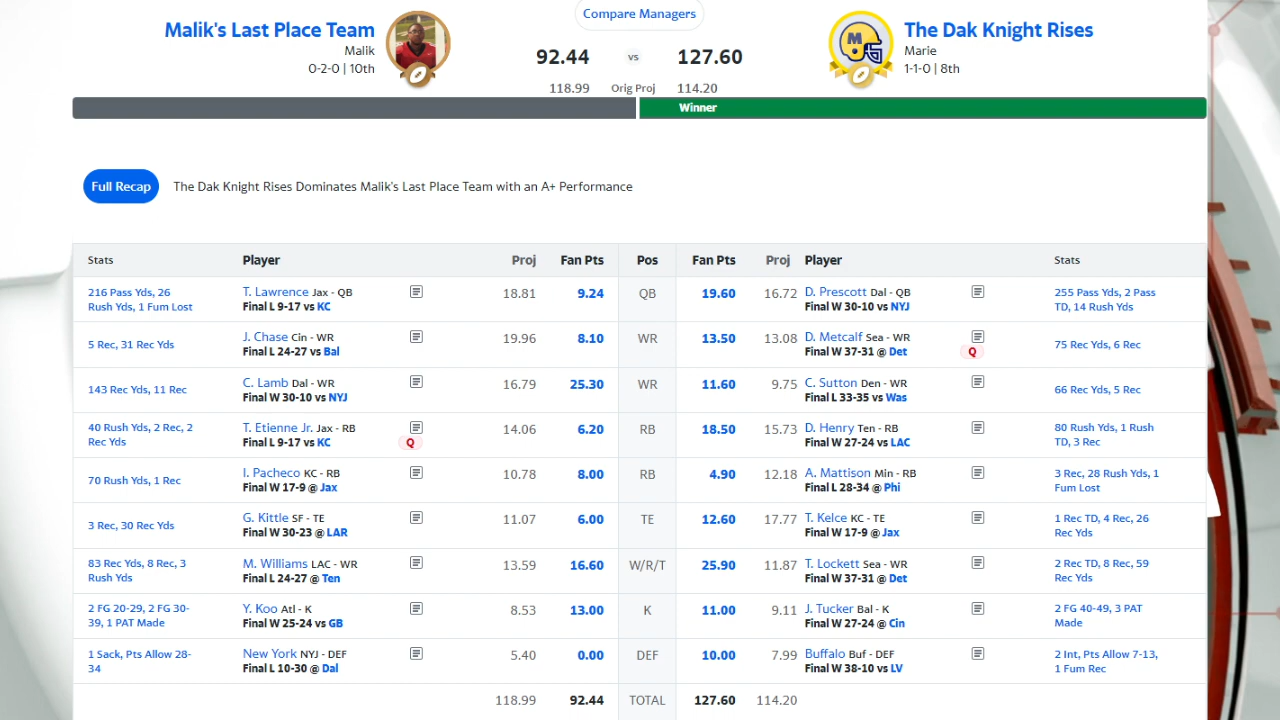 Compare Managers
Malik's Last Place Team
Malik
0-2-0 | 10th
92.44 vs 127.60
118.99 Orig Proj 114.20
The Dak Knight Rises
Marie
1-1-0 | 8th
M
Winner
Full Recap The Dak Knight Rises Dominates Malik's Last Place Team with an A+ Performance
Stats Player Proj Fan Pts Pos Fan Pts Proj Player Stats
216 Pass Yds, 26 T. Lawrence Jax - QB 18.81 9.24 QB 19.60 16.72 D. Prescott Dal - QB 255 Pass Yds, 2 Pass
Rush Yds, 1 Fum Lost Final L 9-17 vs KC Final W 30-10 vs NYJ TD, 14 Rush Yds
5 Rec, 31 Rec Yds J. Chase Cin - WR 19.96 8.10 WR 13.50 13.08 D. Metcalf Sea - WR 75 Rec Yds, 6 Rec
Final L 24-27 vs Bal Final W 37-31 @ Det Q
143 Rec Yds, 11 Rec C. Lamb Dal - WR 16.79 25.30 WR 11.60 9.75 C. Sutton Den - WR 66 Rec Yds, 5 Rec
Final W 30-10 vs NYJ Final L 33-35 vs Was
40 Rush Yds, 2 Rec, 2 T. Etienne Jr. Jax - RB 14.06 6.20 RB 18.50 15.73 D. Henry Ten - RB 80 Rush Yds, 1 Rush
Rec Yds Final L 9-17 vs KC Q Final W 27-24 vs LAC TD, 3 Rec
70 Rush Yds, 1 Rec I. Pacheco KC - RB 10.78 8.00 RB 4.90 12.18 A. Mattison Min - RB 3 Rec, 28 Rush Yds, 1
Final W 17-9 @ Jax Final L 28-34 @ Phi Fum Lost
3 Rec, 30 Rec Yds G. Kittle SF - TE 11.07 6.00 TE 12.60 17.77 T. Kelce KC - TE 1 Rec TD, 4 Rec, 26
Final W 30-23 @ LAR Final W 17-9 @ Jax Rec Yds
83 Rec Yds, 8 Rec, 3 M. Williams LAC - WR 13.59 16.60 W/R/T 25.90 11.87 T. Lockett Sea - WR 2 Rec TD, 8 Rec, 59
Rush Yds Final L 24-27 @ Ten Final W 37-31 @ Det Rec Yds
2 FG 20-29, 2 FG 30- Y. Koo Atl - K 8.53 13.00 K 11.00 9.11 J. Tucker Bal - K 2 FG 40-49, 3 PAT
39, 1 PAT Made Final W 25-24 vs GB Final W 27-24 @ Cin Made
1 Sack, Pts Allow 28- New York NYJ - DEF 5.40 0.00 DEF 10.00 7.99 Buffalo Buf - DEF 2 Int, Pts Allow 7-13,
34 Final L 10-30 @ Dal Final W 38-10 vs LV 1 Fum Rec
118.99 92.44 TOTAL 127.60 114.20